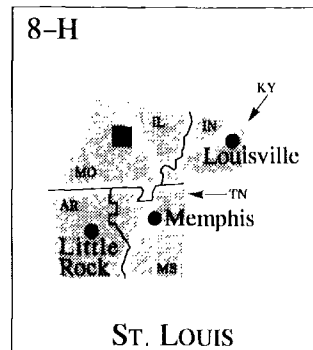 8-H
KY
IL
IN
Louisville
MO
TN
AR
Memphis
Little
Rock
MS
ST. LOUIS